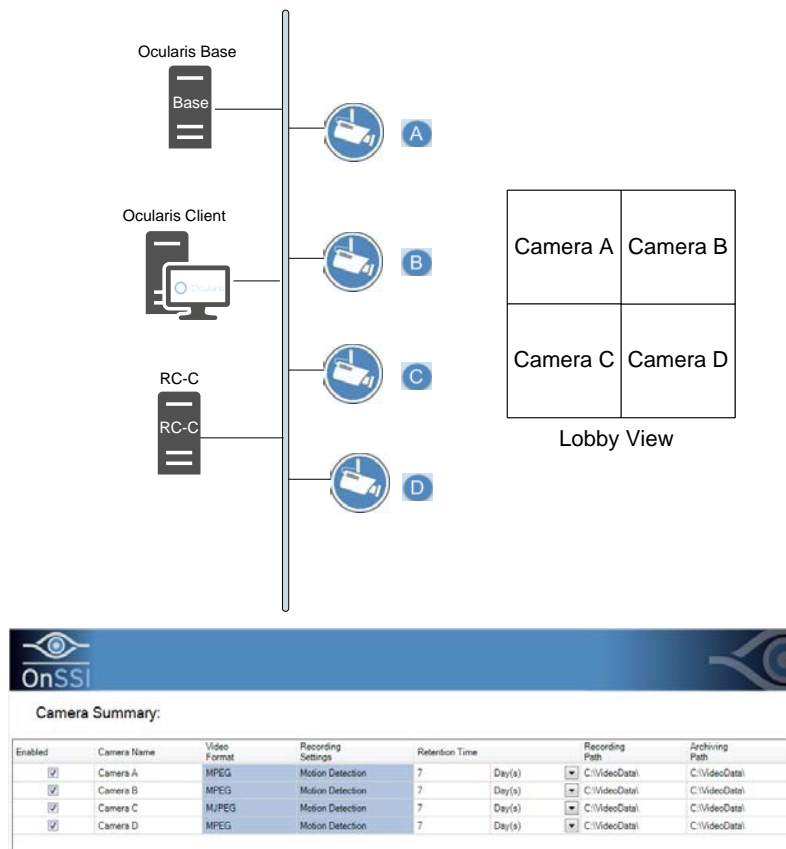 Ocularis Base
Base
A
Ocularis Client
Ocularis
B
Camera A Camera B
RC-C
RC-C
C
Camera C Camera D
Lobby View
D
OnSSI
Camera Summary:
Enabled Camera Name Video Format Recording Settings Retention Time Recording Path Archiving Path
Camera A MPEG Motion Detection 7 Day(s) C:\VideoData\ C:\VideoData\
Camera B MPEG Motion Detection 7 Day(s) C:\VideoData\ C:\VideoData\
Camera C MJPEG Motion Detection 7 Day(s) C:\VideoData\ C:\VideoData\
Camera D MPEG Motion Detection 7 Day(s) C:\VideoData\ C:\VideoData\